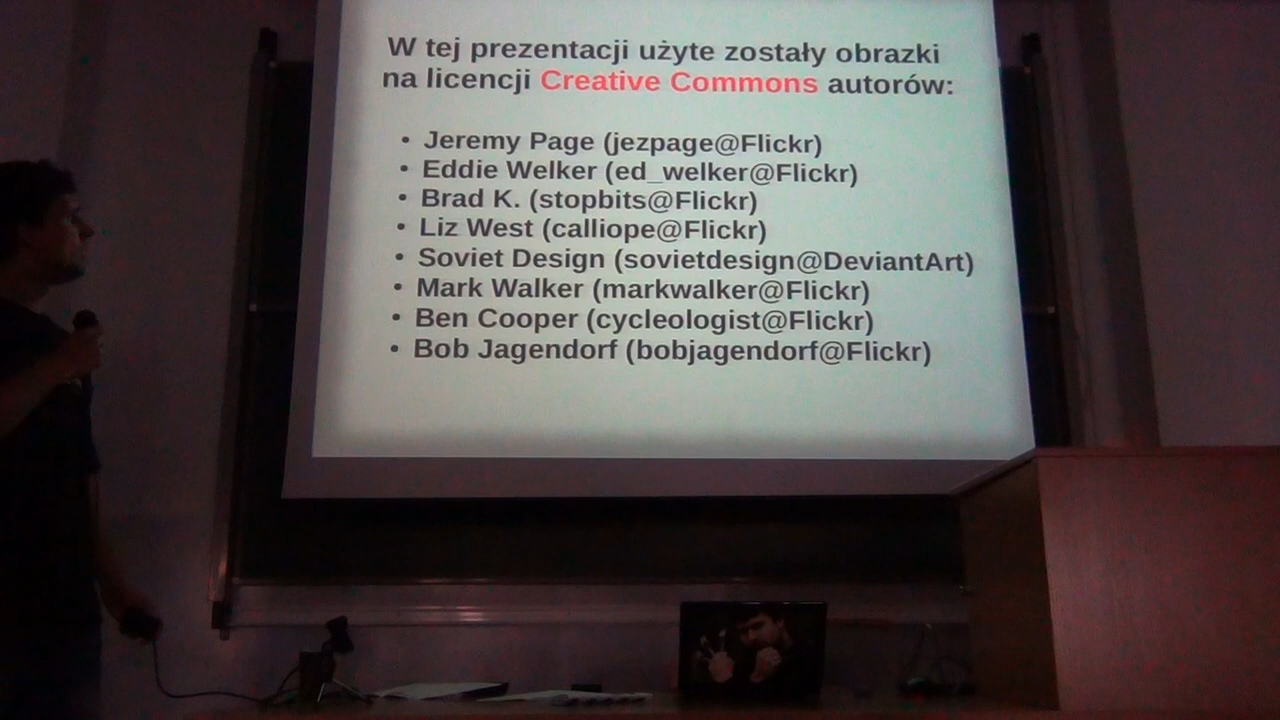 W tej prezentacji użyte zostały obrazki
na licencji Creative Commons autorów:
• Jeremy Page (jezpage@Flickr)
• Eddie Welker (ed_welker@Flickr)
• Brad K. (stopbits@Flickr)
• Liz West (calliope@Flickr)
• Soviet Design (sovietdesign@DeviantArt)
• Mark Walker (markwalker@Flickr)
• Ben Cooper (cycleologist@Flickr)
• Bob Jagendorf (bobjagendorf@Flickr)